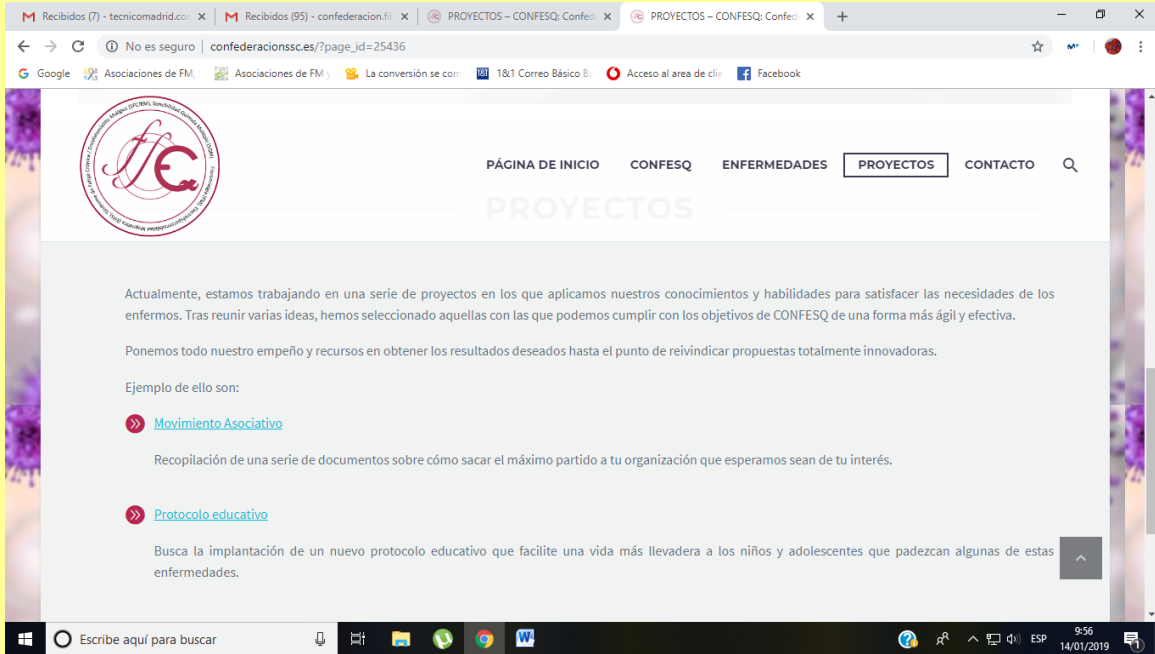 Recibidos (7) - tecnicomadrid.con
Recibidos (95) - confederacion.fil
PROYECTOS – CONFESQ: Confed
PROYECTOS – CONFESQ: Confed
No es seguro | confederacionssc.es/?page_id=25436
Google
Asociaciones de FM,
Asociaciones de FM y
La conversión se com
1&1 Correo Básico B
Acceso al area de clie
Facebook
PÁGINA DE INICIO CONFESQ ENFERMEDADES PROYECTOS CONTACTO
PROYECTOS
Actualmente, estamos trabajando en una serie de proyectos en los que aplicamos nuestros conocimientos y habilidades para satisfacer las necesidades de los
enfermos. Tras reunir varias ideas, hemos seleccionado aquellas con las que podemos cumplir con los objetivos de CONFESQ de una forma más ágil y efectiva.
Ponemos todo nuestro empeño y recursos en obtener los resultados deseados hasta el punto de reivindicar propuestas totalmente innovadoras.
Ejemplo de ello son:
Movimiento Asociativo
Recopilación de una serie de documentos sobre cómo sacar el máximo partido a tu organización que esperamos sean de tu interés.
Protocolo educativo
Busca la implantación de un nuevo protocolo educativo que facilite una vida más llevadera a los niños y adolescentes que padezcan algunas de estas
enfermedades.
Escribe aquí para buscar
ESP
9:56
14/01/2019